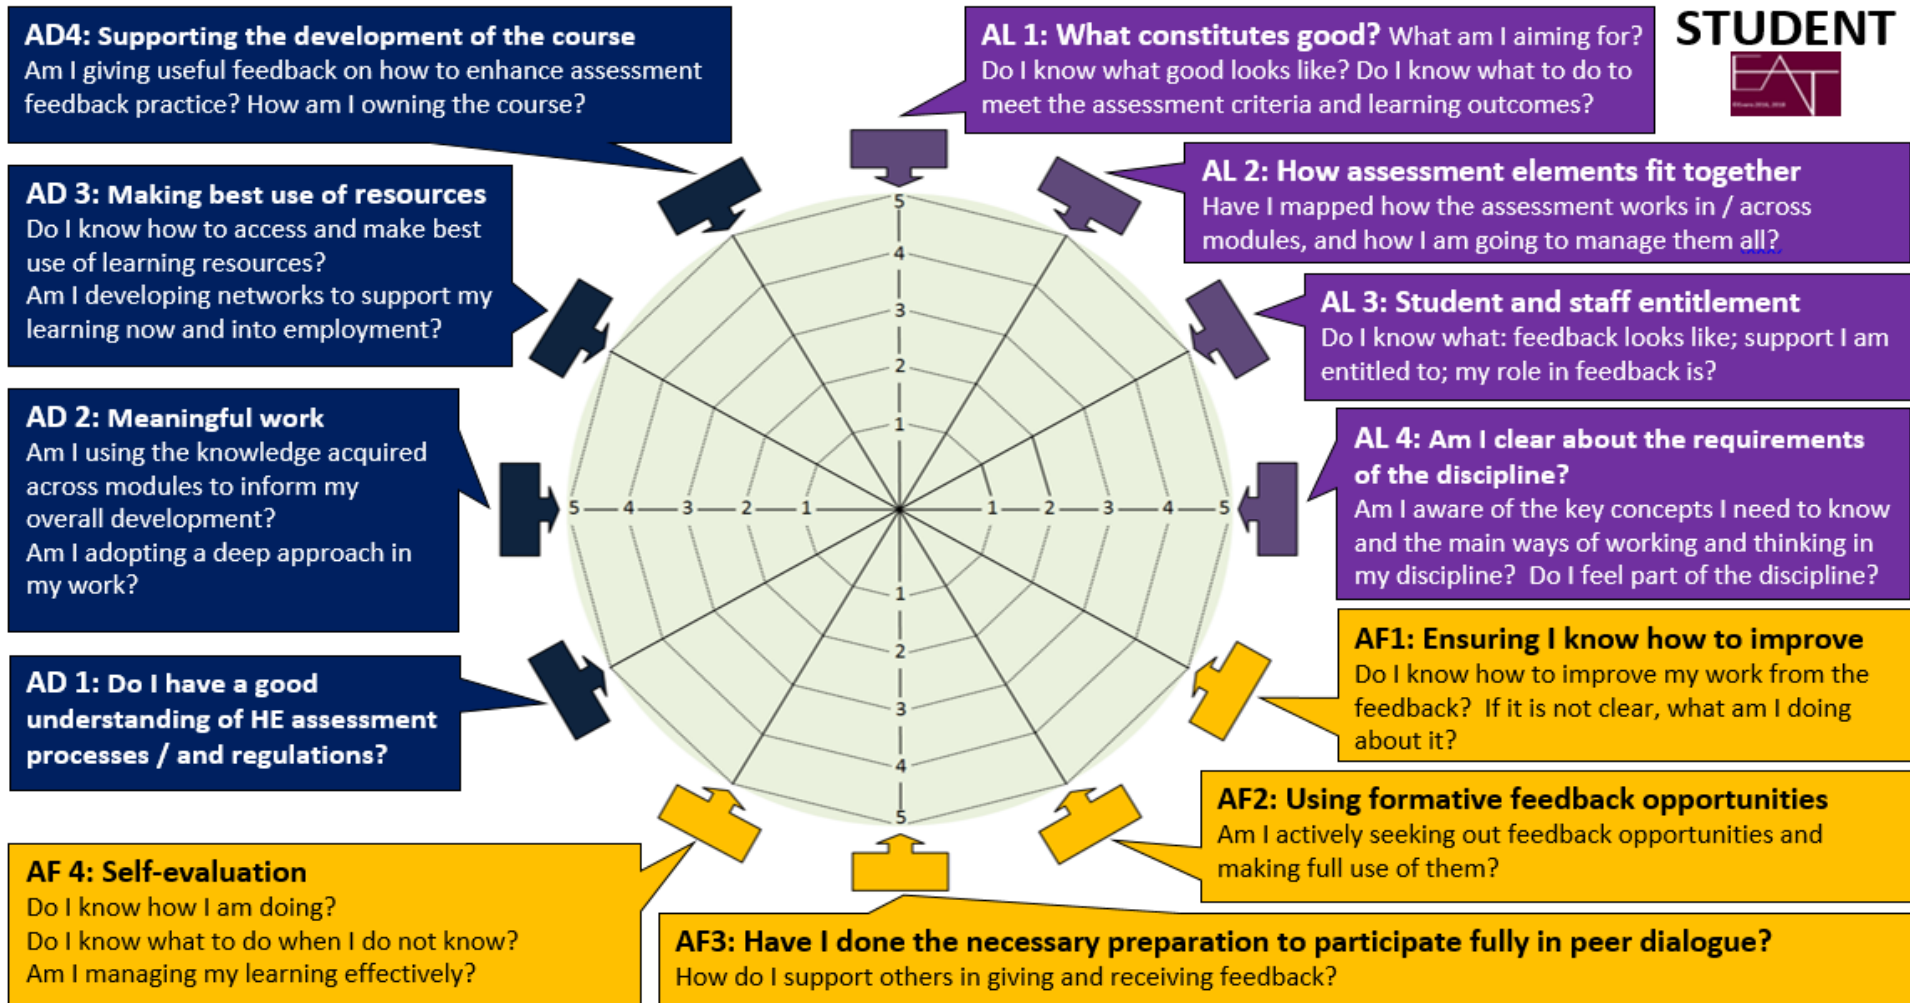 STUDENT
EAT
AL 1: What constitutes good? What am I aiming for?
Do I know what good looks like? Do I know what to do to
meet the assessment criteria and learning outcomes?
AL 2: How assessment elements fit together
Have I mapped how the assessment works in / across
modules, and how I am going to manage them all?
AL 3: Student and staff entitlement
Do I know what: feedback looks like; support I am
entitled to; my role in feedback is?
AL 4: Am I clear about the requirements
of the discipline?
Am I aware of the key concepts I need to know
and the main ways of working and thinking in
my discipline? Do I feel part of the discipline?
AF1: Ensuring I know how to improve
Do I know how to improve my work from the
feedback? If it is not clear, what am I doing
about it?
AF2: Using formative feedback opportunities
Am I actively seeking out feedback opportunities and
making full use of them?
AF3: Have I done the necessary preparation to participate fully in peer dialogue?
How do I support others in giving and receiving feedback?
AF 4: Self-evaluation
Do I know how I am doing?
Do I know what to do when I do not know?
Am I managing my learning effectively?
AD 1: Do I have a good
understanding of HE assessment
processes / and regulations?
AD 2: Meaningful work
Am I using the knowledge acquired
across modules to inform my
overall development?
Am I adopting a deep approach in
my work?
AD 3: Making best use of resources
Do I know how to access and make best
use of learning resources?
Am I developing networks to support my
learning now and into employment?
AD4: Supporting the development of the course
Am I giving useful feedback on how to enhance assessment
feedback practice? How am I owning the course?
5
4
3
2
1
5 4 3 2 1 1 2 3 4 5
1
2
3
4
5